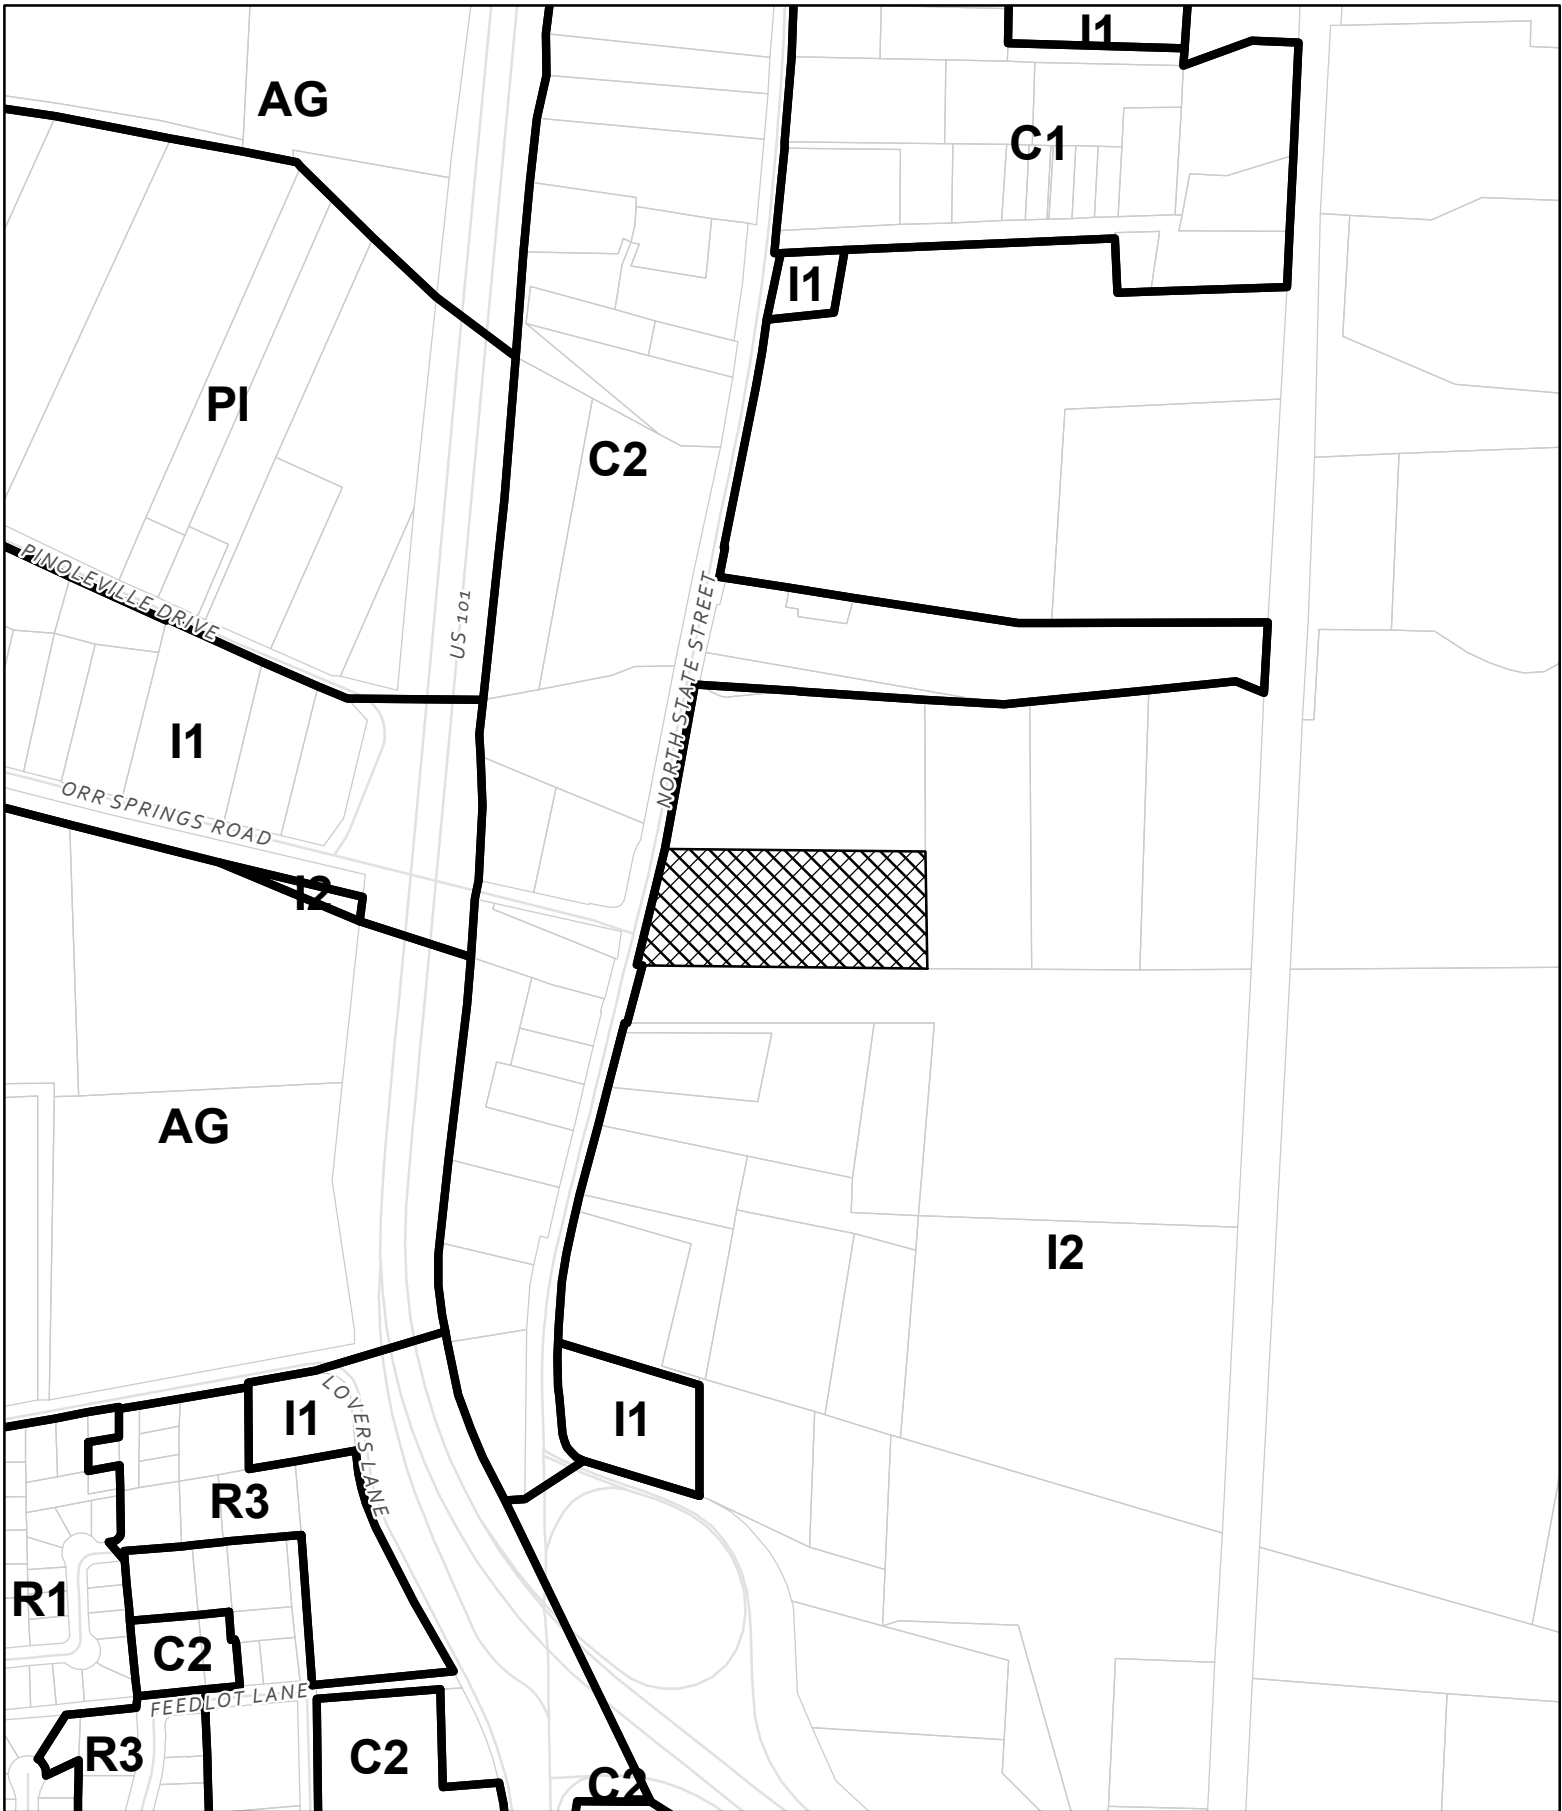 I1
AG
C1
I1
PI
C2
PINOLEVILLE DRIVE
US 101
NORTH STATE STREET
I1
ORR SPRINGS ROAD
I2
AG
I2
LOVERS LANE
I1
I1
R3
R1
C2
FEEDLOT LANE
R3
C2
C2